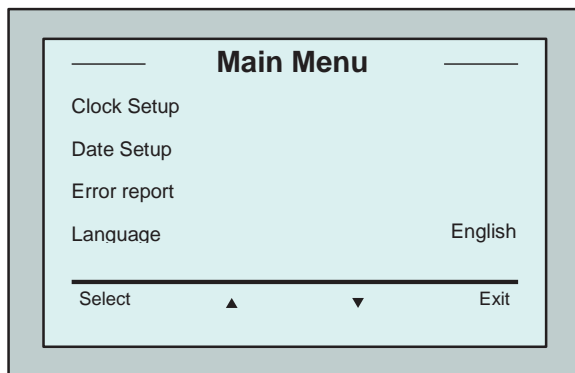 Main Menu
Clock Setup
Date Setup
Error report
Language English
Select ▲ ▼ Exit